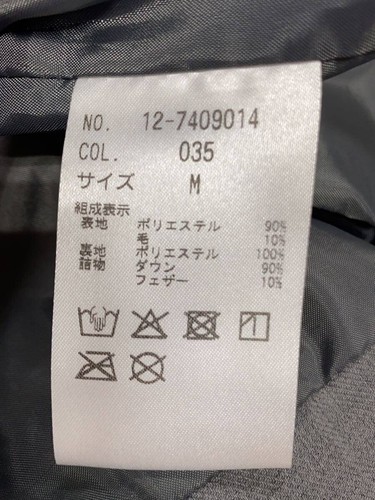 NO. 12-7409014
COL. 035
サイズ M
組成表示
表地 ポリエステル 90%
毛 10%
裏地 ポリエステル 100%
詰物 ダウン 90%
フェザー 10%